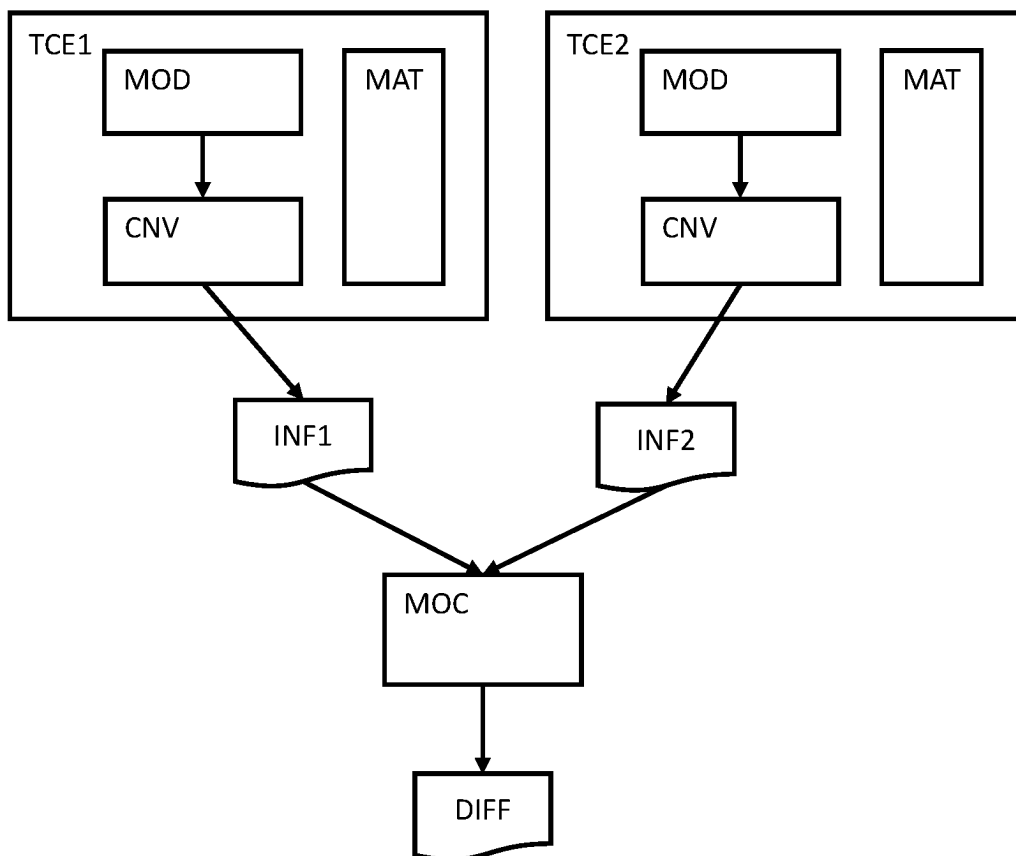 TCE1
MOD
MAT
CNV
TCE2
MOD
MAT
CNV
INF1
INF2
MOC
DIFF